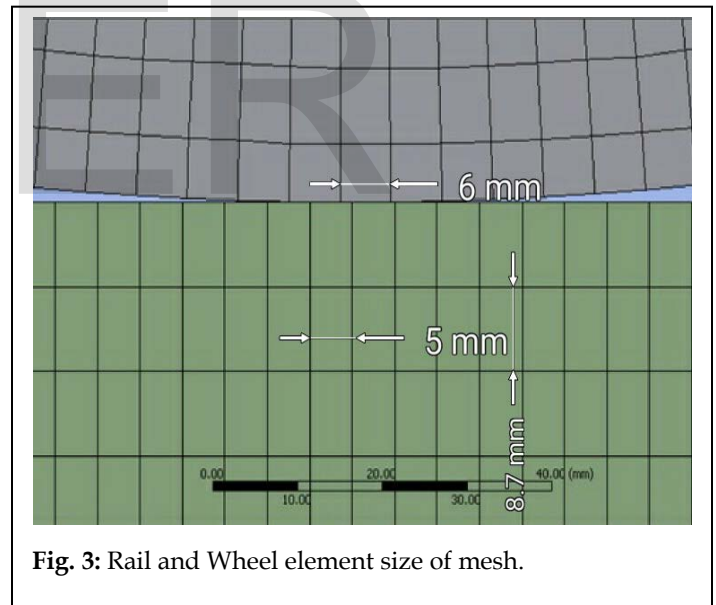 ER
6 mm
5 mm
8.7 mm
0.00 20.00 40.00 (mm)
10.00 30.00
Fig. 3: Rail and Wheel element size of mesh.